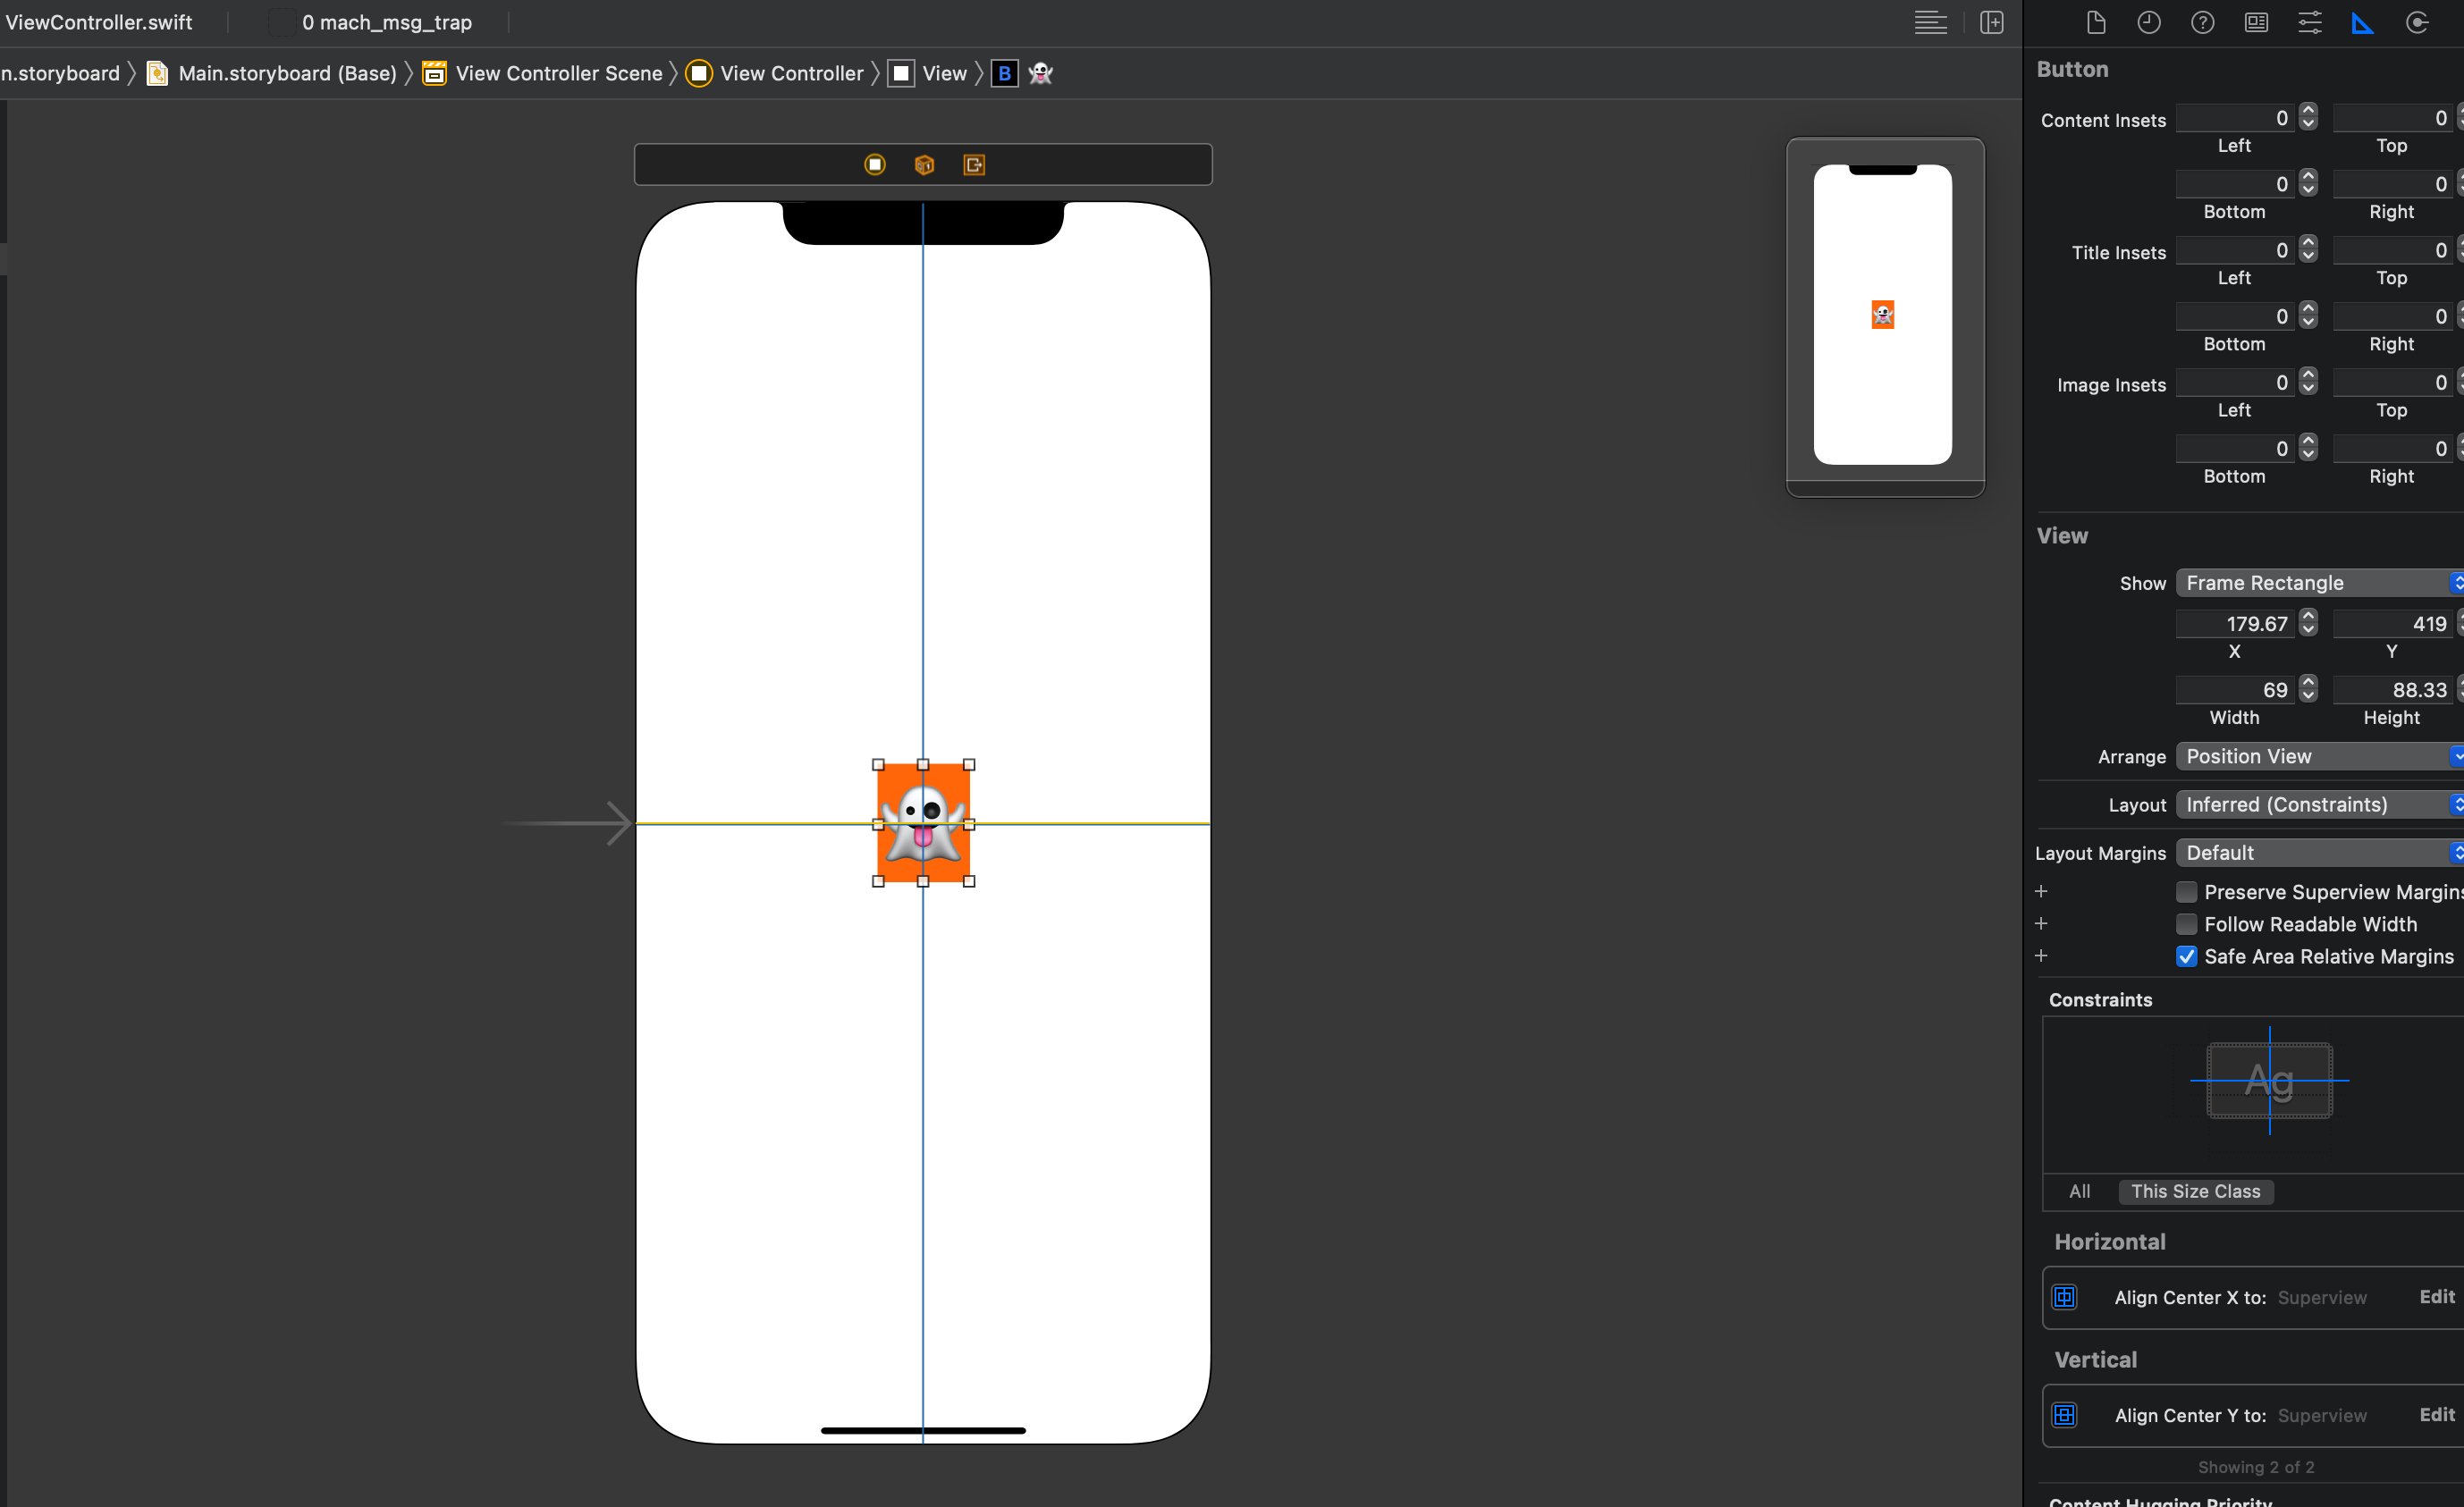 ViewController.swift
0 mach_msg_trap
n.storyboard
Main.storyboard (Base)
View Controller Scene
View Controller
View
B 👻
Button
Content Insets 0 0
Left Top
0 0
Bottom Right
Title Insets 0 0
Left Top
0 0
Bottom Right
Image Insets 0 0
Left Top
0 0
Bottom Right
View
Show Frame Rectangle
179.67 419
X Y
69 88.33
Width Height
Arrange Position View
Layout Inferred (Constraints)
Layout Margins Default
+ Preserve Superview Margins
+ Follow Readable Width
+ Safe Area Relative Margins
Constraints
Ag
All This Size Class
Horizontal
Align Center X to: Superview Edit
Vertical
Align Center Y to: Superview Edit
Showing 2 of 2
Content Hugging Priority